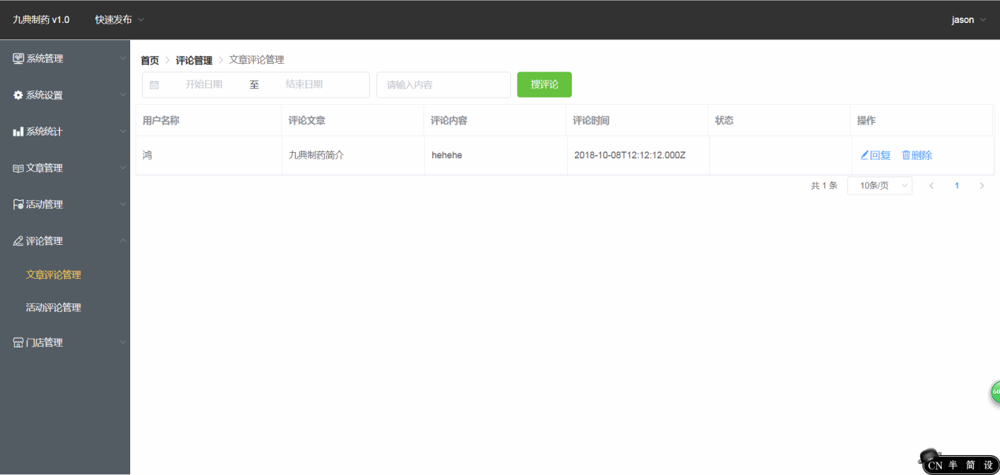 九典制药 v1.0 快速发布 jason
系统管理
系统设置
系统统计
文章管理
活动管理
评论管理
文章评论管理
活动评论管理
门店管理
首页 > 评论管理 > 文章评论管理
开始日期 至 结束日期 请输入内容 搜评论
用户名称 评论文章 评论内容 评论时间 状态 操作
鸿 九典制药简介 hehehe 2018-10-08T12:12:12.000Z 回复 删除
共 1 条 10条/页 < 1 >
60
CN 半 简 设